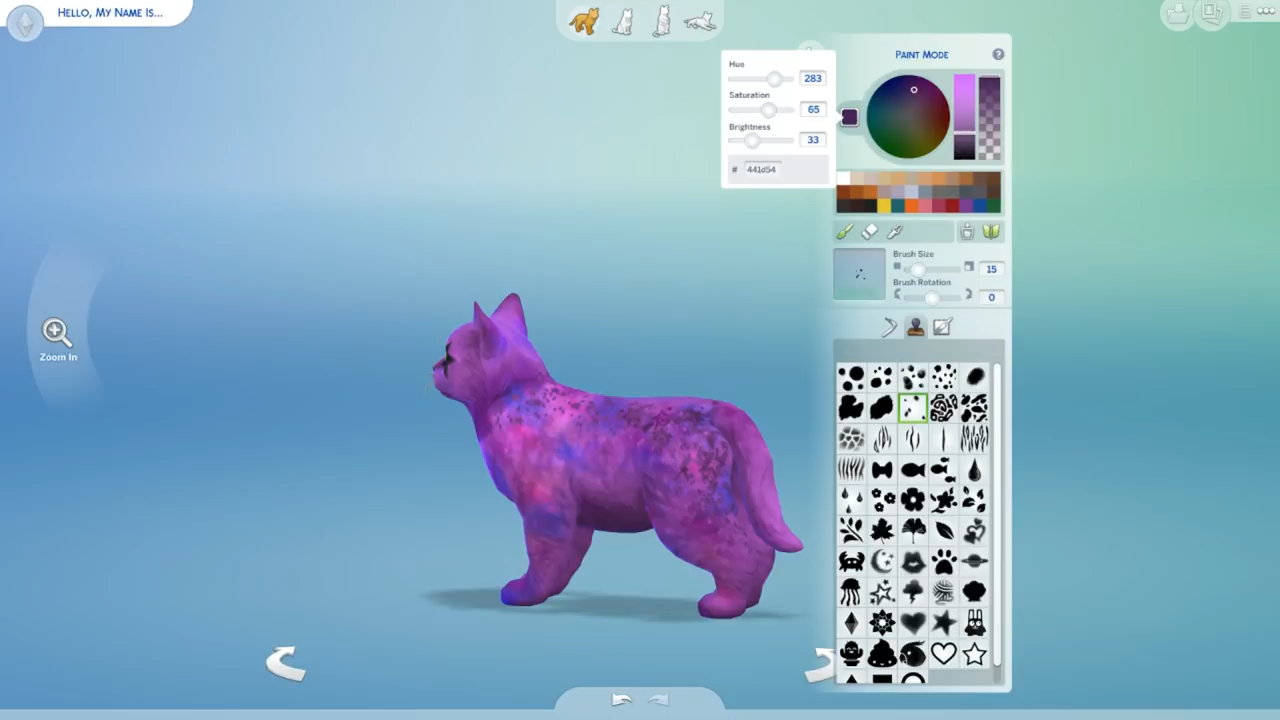 Hello, My Name Is...
Hue
283
Saturation
65
Brightness
33
# 441d54
Paint Mode
?
Brush Size
15
Brush Rotation
0
Zoom In